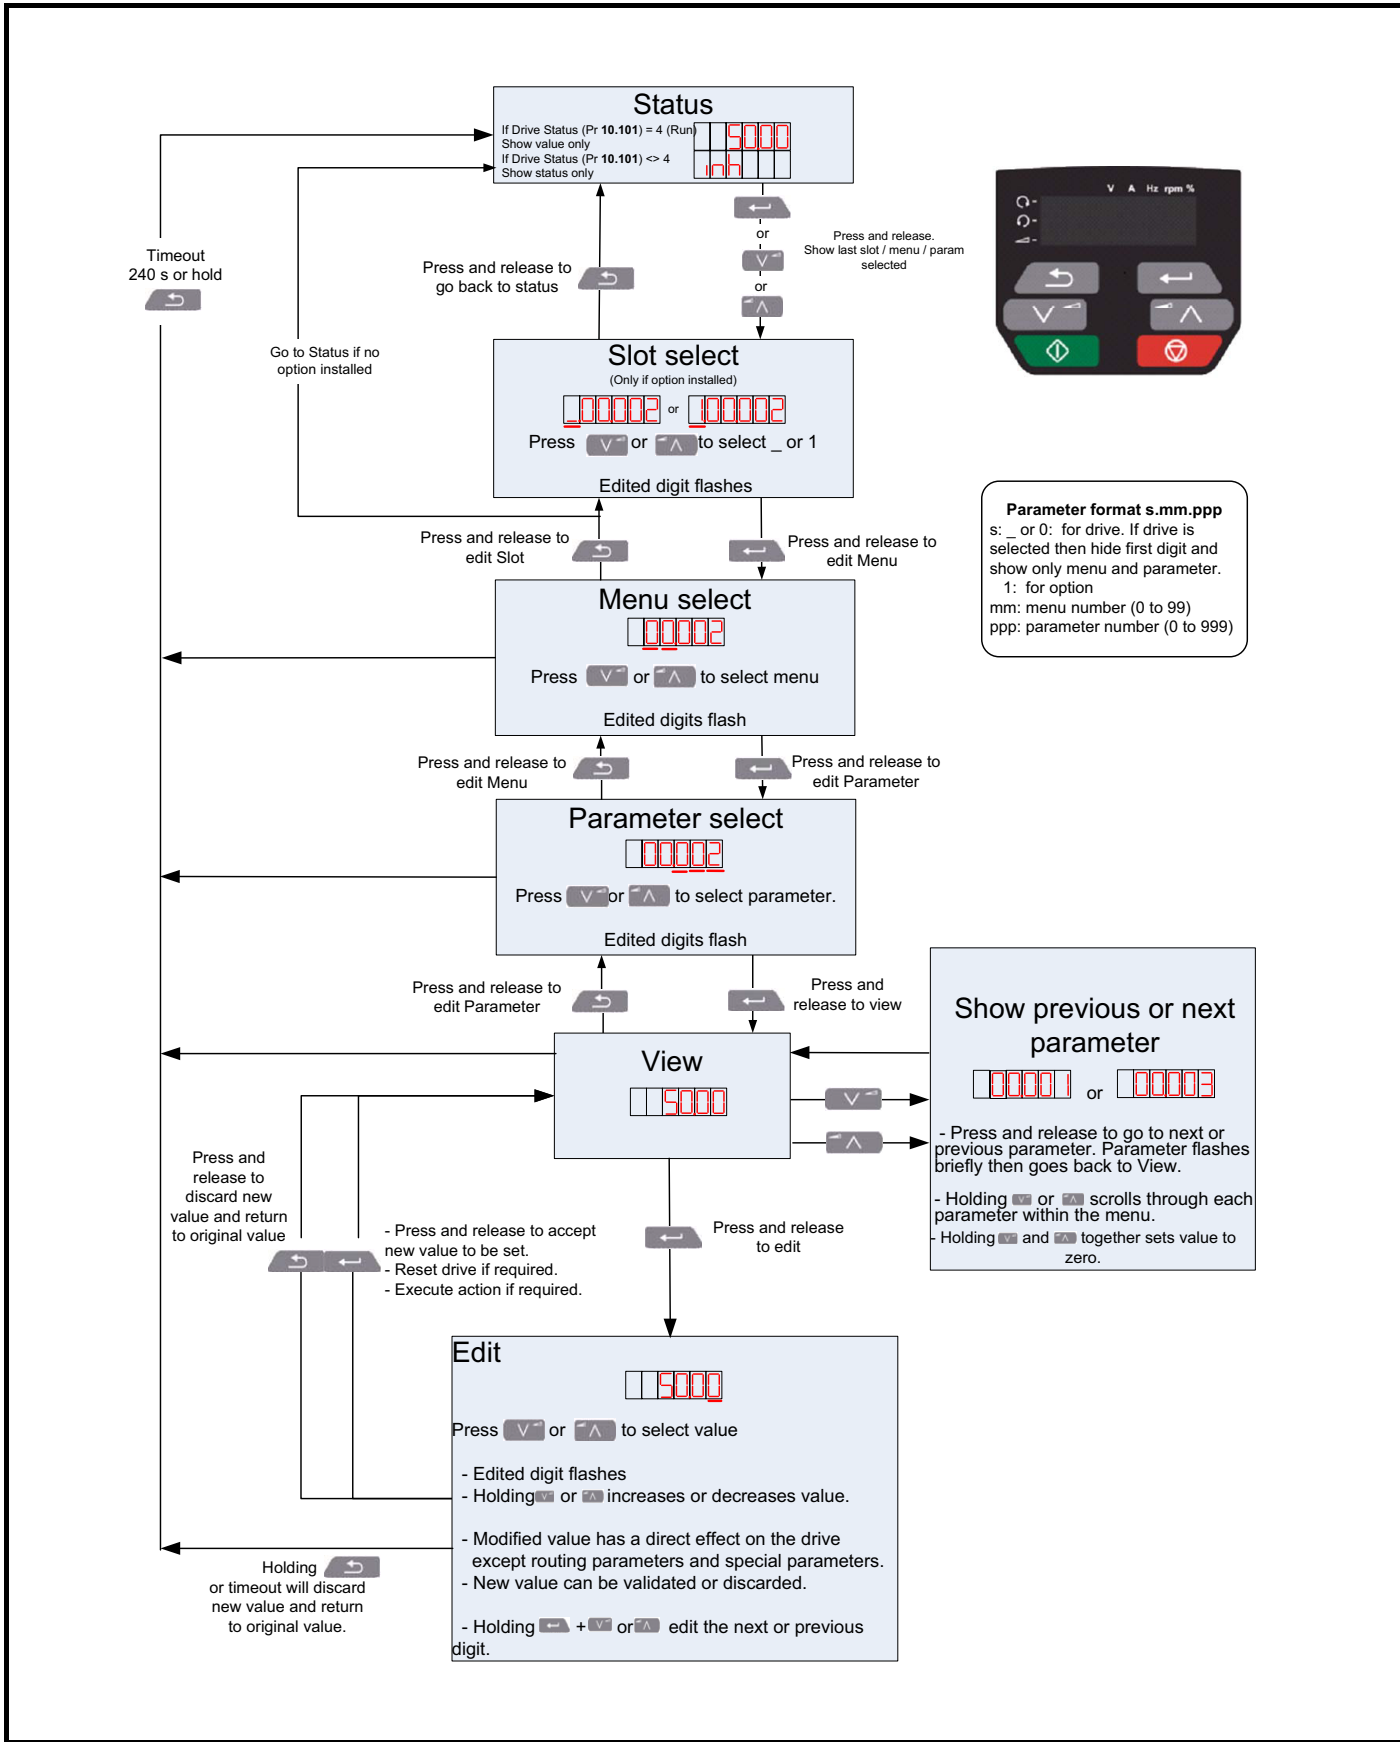 Status
If Drive Status (Pr 10.101) = 4 (Run)
Show value only
If Drive Status (Pr 10.101) <> 4
Show status only
5000
inh
V A Hz rpm %
Timeout
240 s or hold
Press and release to
go back to status
or
or
Press and release.
Show last slot / menu / param
selected
Go to Status if no
option installed
Slot select
(Only if option installed)
_00002 or 100002
Press or to select _ or 1
Edited digit flashes
Parameter format s.mm.ppp
s: _ or 0: for drive. If drive is
selected then hide first digit and
show only menu and parameter.
1: for option
mm: menu number (0 to 99)
ppp: parameter number (0 to 999)
Press and release to
edit Slot
Press and release to
edit Menu
Menu select
00002
Press or to select menu
Edited digits flash
Press and release to
edit Menu
Press and release to
edit Parameter
Parameter select
00002
Press or to select parameter.
Edited digits flash
Press and release to
edit Parameter
Press and
release to view
View
5000
Show previous or next
parameter
00001 or 00003
- Press and release to go to next or
previous parameter. Parameter flashes
briefly then goes back to View.
- Holding or scrolls through each
parameter within the menu.
- Holding and together sets value to
zero.
Press and
release to
discard new
value and return
to original value
- Press and release to accept
new value to be set.
- Reset drive if required.
- Execute action if required.
Press and release
to edit
Edit
5000
Press or to select value
- Edited digit flashes
- Holding or increases or decreases value.
- Modified value has a direct effect on the drive
except routing parameters and special parameters.
- New value can be validated or discarded.
- Holding + or edit the next or previous
digit.
Holding
or timeout will discard
new value and return
to original value.